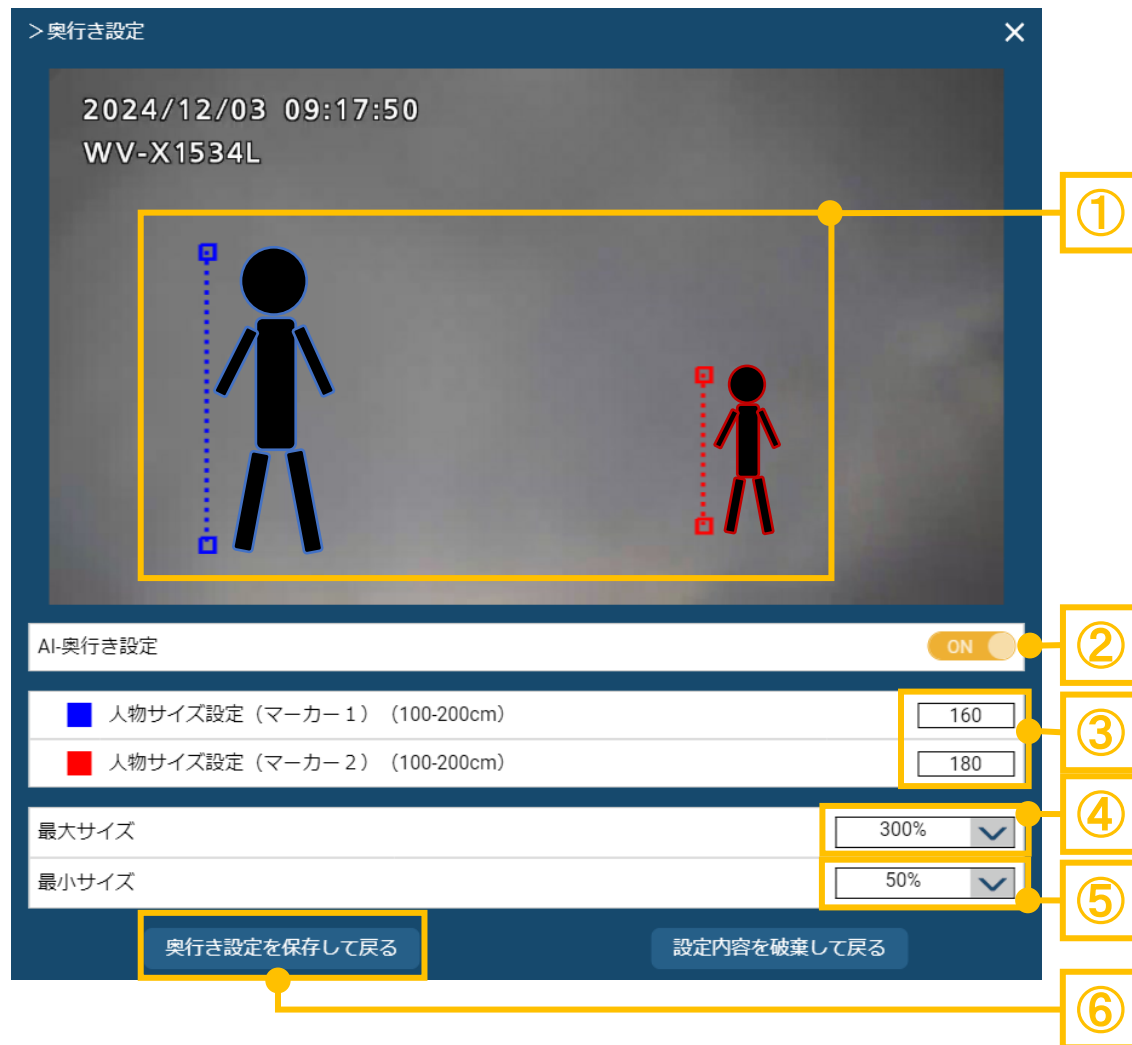 ＞奥行き設定 ×
2024/12/03 09:17:50
WV-X1534L
①
AI-奥行き設定 ON ②
人物サイズ設定（マーカー１）（100-200cm） 160
③
人物サイズ設定（マーカー２）（100-200cm） 180
最大サイズ 300% ④
最小サイズ 50% ⑤
奥行き設定を保存して戻る 設定内容を破棄して戻る
⑥